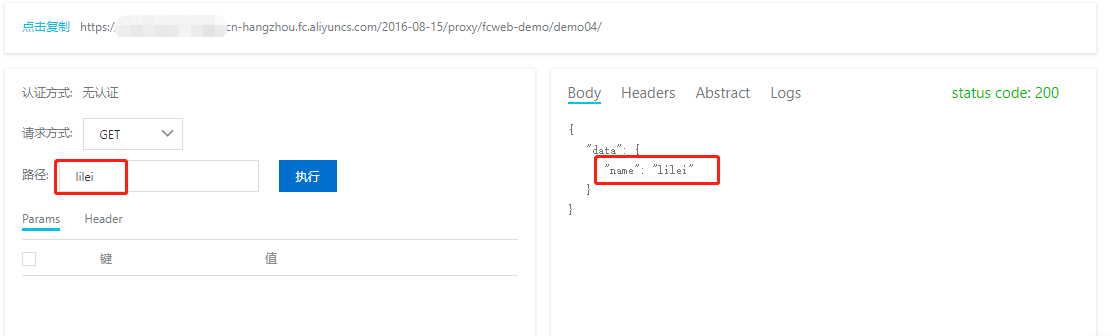 点击复制 https:/ cn-hangzhou.fc.aliyuncs.com/2016-08-15/proxy/fcweb-demo/demo04/
认证方式: 无认证
请求方式: GET
路径: lilei 执行
Params Header
键 值
Body Headers Abstract Logs status code: 200
{
"data": {
"name": "lilei"
}
}